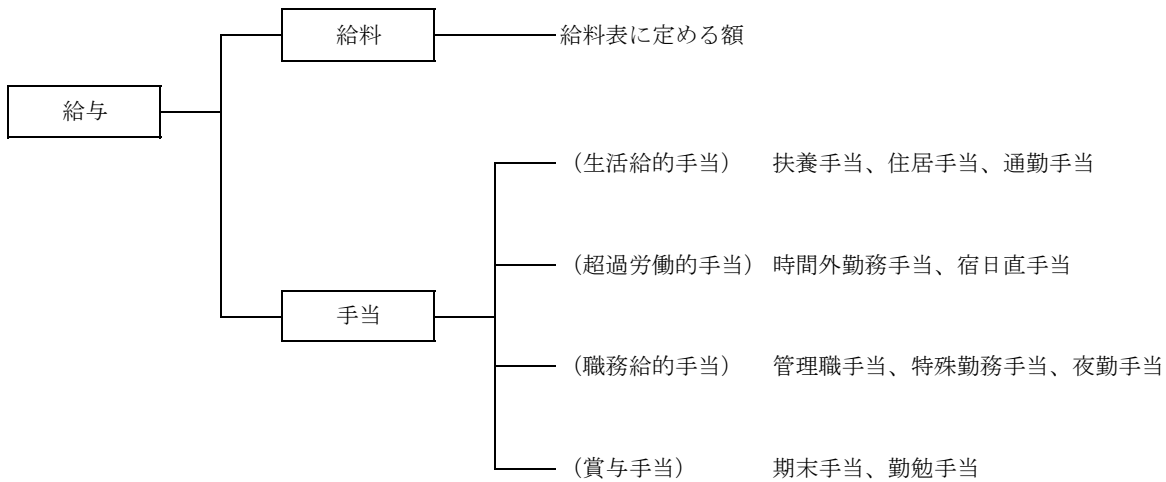 給料
給料表に定める額
給与
(生活給的手当) 扶養手当、住居手当、通勤手当
(超過労働的手当) 時間外勤務手当、宿日直手当
手当
(職務給的手当) 管理職手当、特殊勤務手当、夜勤手当
(賞与手当) 期末手当、勤勉手当